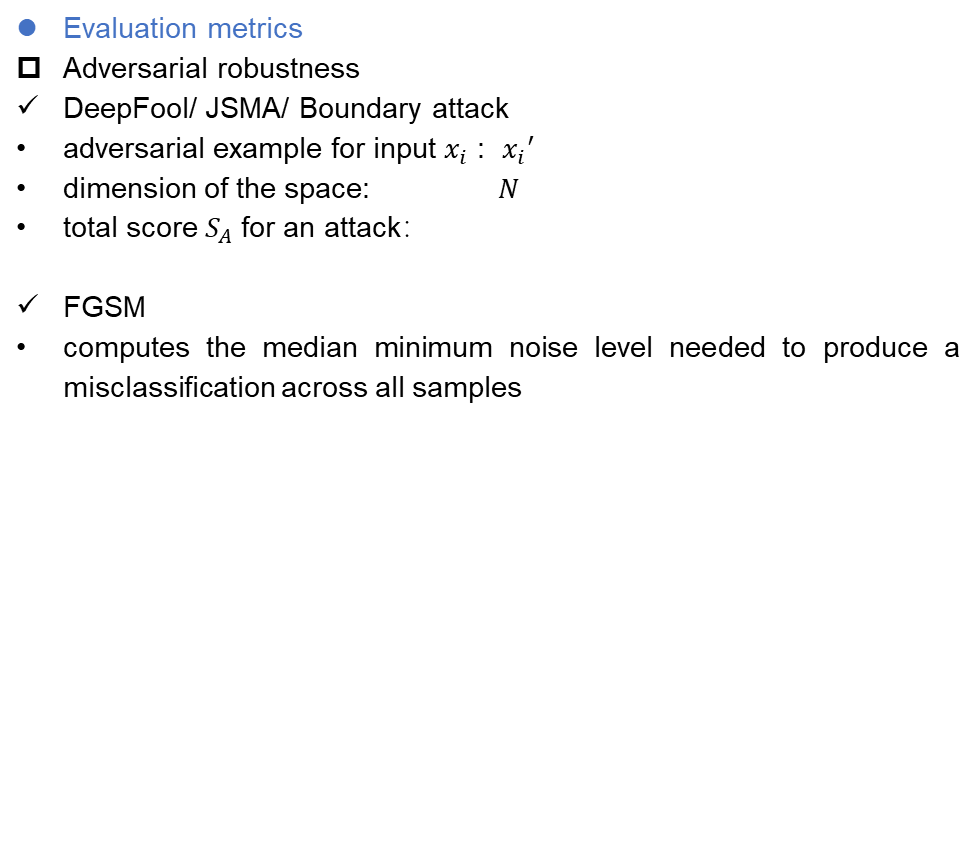 ● Evaluation metrics
❑ Adversarial robustness
✓ DeepFool/ JSMA/ Boundary attack
• adversarial example for input xᵢ : xᵢ′
• dimension of the space: N
• total score S_A for an attack：
✓ FGSM
• computes the median minimum noise level needed to produce a
misclassification across all samples